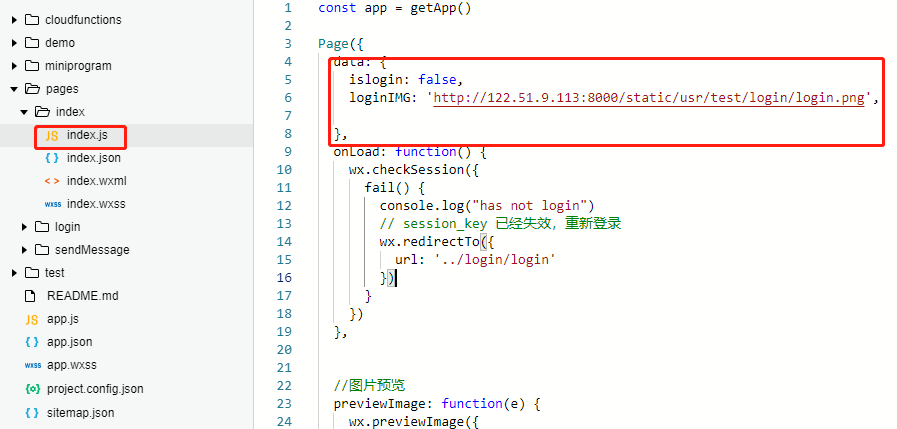 cloudfunctions
demo
miniprogram
pages
index
JS index.js
{ } index.json
< > index.wxml
wxss index.wxss
login
sendMessage
test
README.md
JS app.js
{ } app.json
wxss app.wxss
{o} project.config.json
{ } sitemap.json
1 const app = getApp()
2
3 Page({
4 data: {
5 islogin: false,
6 loginIMG: 'http://122.51.9.113:8000/static/usr/test/login/login.png',
7
8 },
9 onLoad: function() {
10 wx.checkSession({
11 fail() {
12 console.log("has not login")
13 // session_key 已经失效，重新登录
14 wx.redirectTo({
15 url: '../login/login'
16 })
17 }
18 })
19 },
20
21
22 //图片预览
23 previewImage: function(e) {
24 wx.previewImage({